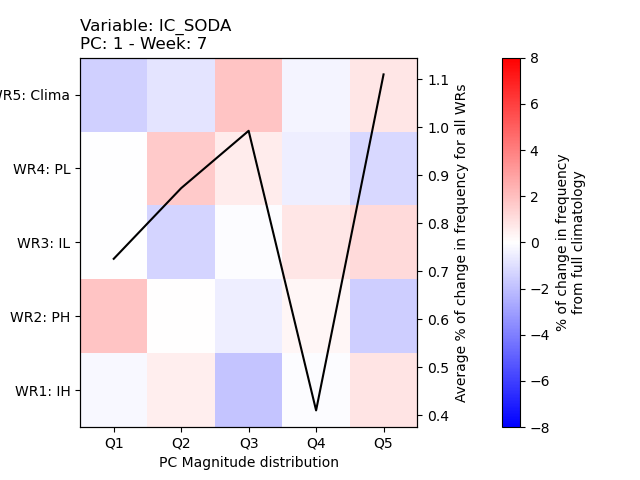 Variable: IC_SODA
PC: 1 - Week: 7
WR5: Clima
WR4: PL
WR3: IL
WR2: PH
WR1: IH
Q1 Q2 Q3 Q4 Q5
PC Magnitude distribution
1.1
1.0
0.9
0.8
0.7
0.6
0.5
0.4
Average % of change in frequency for all WRs
8
6
4
2
0
−2
−4
−6
−8
% of change in frequency
from full climatology